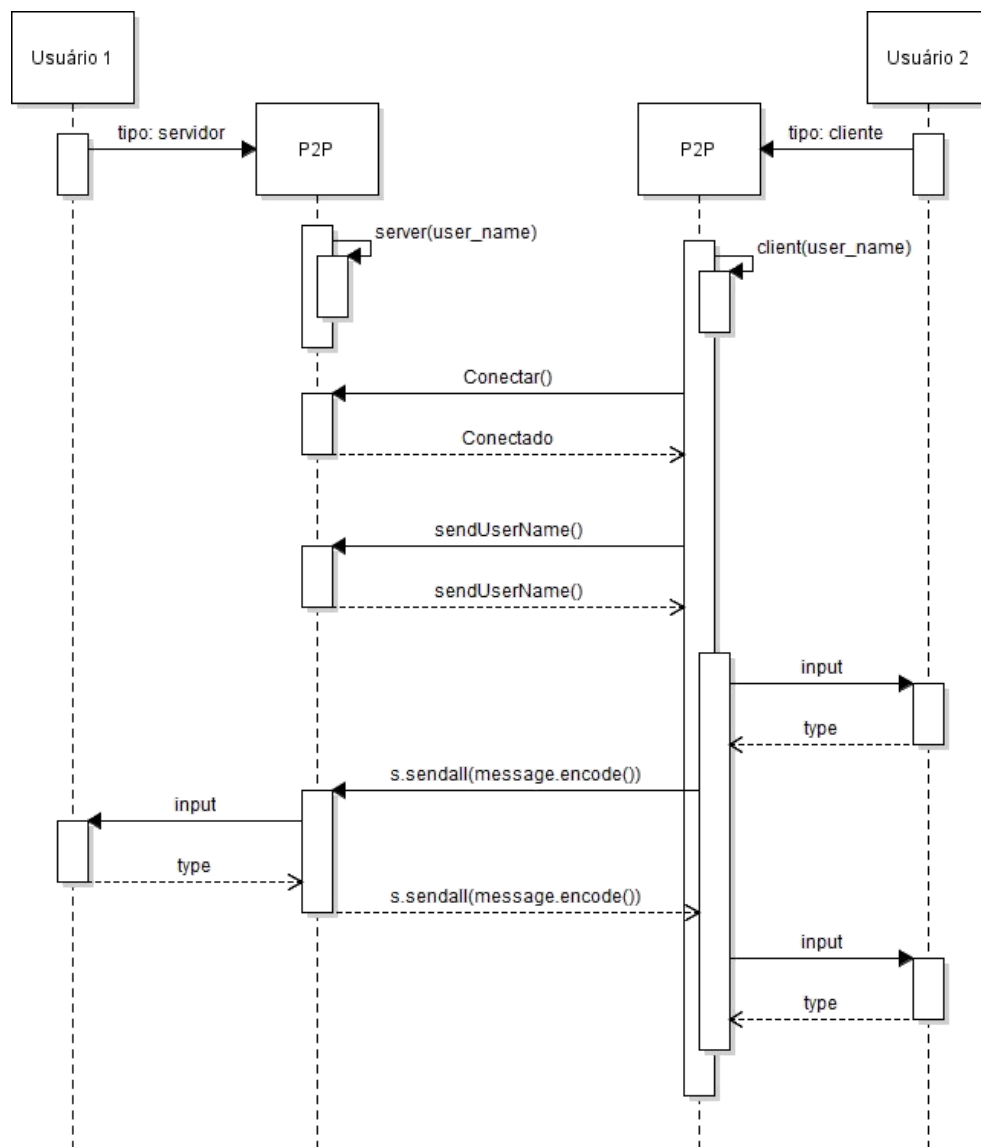 Usuário 1
Usuário 2
tipo: servidor
P2P
P2P
tipo: cliente
server(user_name)
client(user_name)
Conectar()
Conectado
sendUserName()
sendUserName()
input
type
s.sendall(message.encode())
input
type
s.sendall(message.encode())
input
type